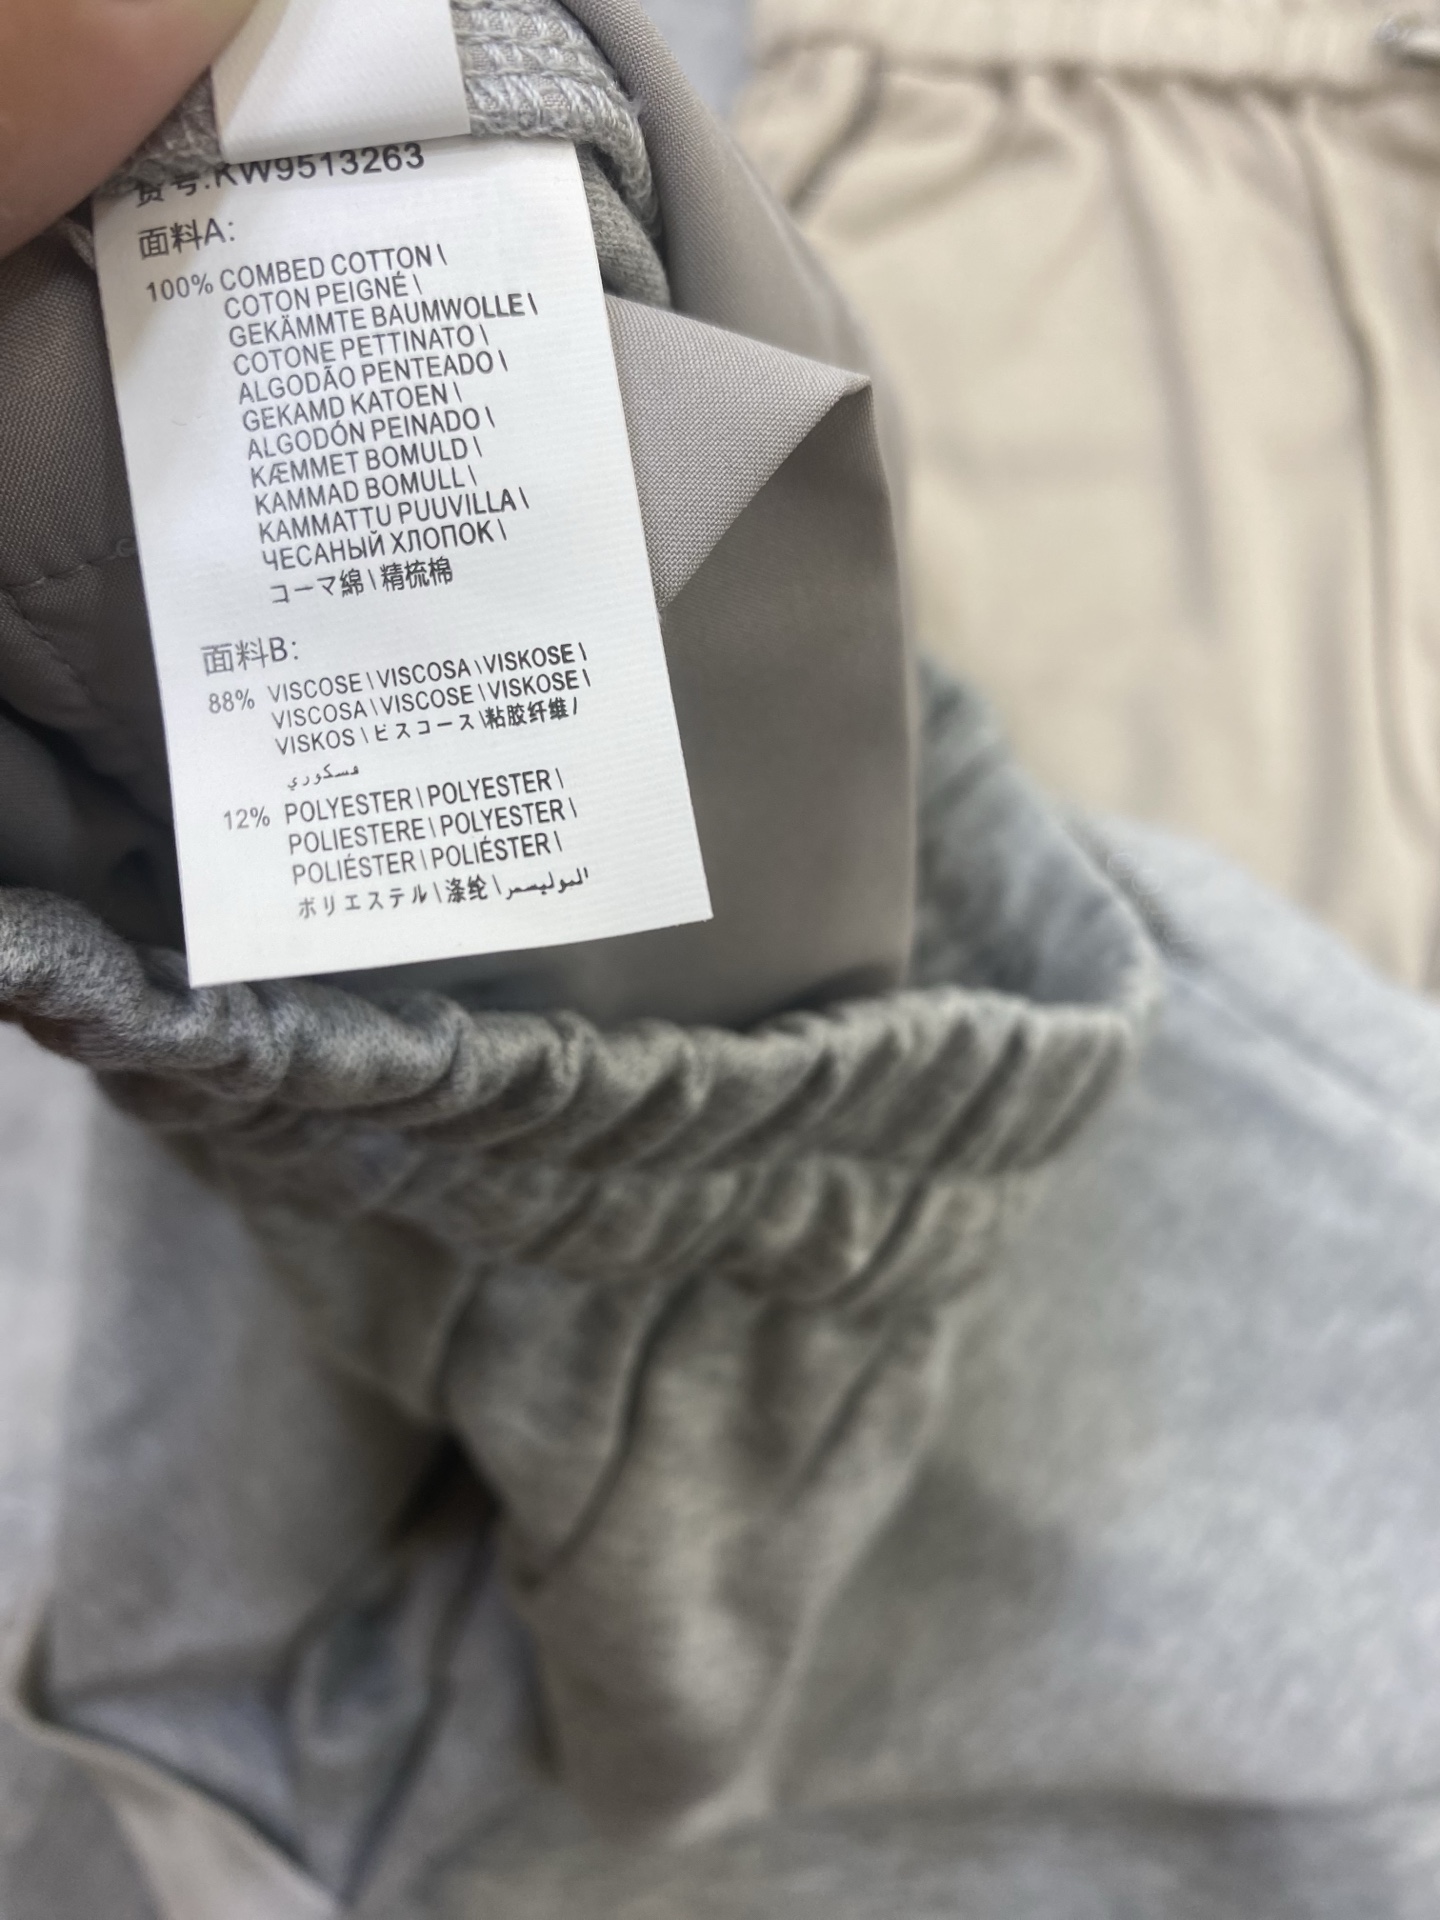 货号:KW9513263
面料A:
100% COMBED COTTON \
COTON PEIGNÉ \
GEKÄMMTE BAUMWOLLE \
COTONE PETTINATO \
ALGODÃO PENTEADO \
GEKAMD KATOEN \
ALGODÓN PEINADO \
KÆMMET BOMULD \
KAMMAD BOMULL \
KAMMATTU PUUVILLA \
ЧЕСАНЫЙ ХЛОПОК \
コーマ綿 \ 精梳棉
面料B:
88% VISCOSE \ VISCOSA \ VISKOSE \
VISCOSA \ VISCOSE \ VISKOSE \
VISKOS \ ビスコース \粘胶纤维 /
فسكوري
12% POLYESTER \ POLYESTER \
POLIESTERE \ POLYESTER \
POLIÉSTER \ POLIÉSTER \
ポリエステル \ 涤纶 \